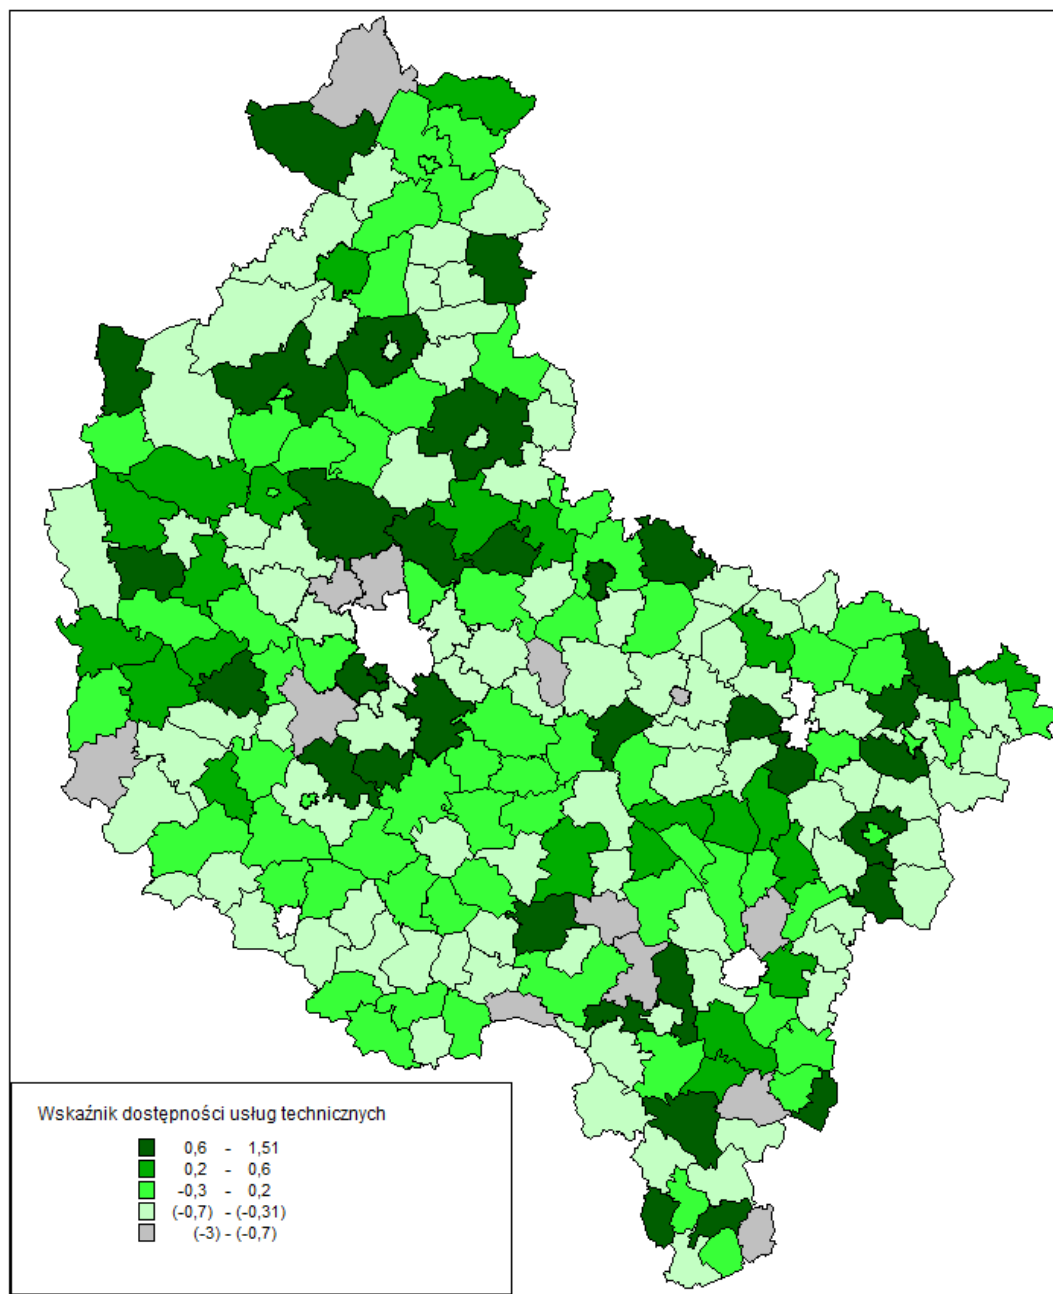 Wskaźnik dostępności usług technicznych
0,6 - 1,51
0,2 - 0,6
-0,3 - 0,2
(-0,7) - (-0,31)
(-3) - (-0,7)